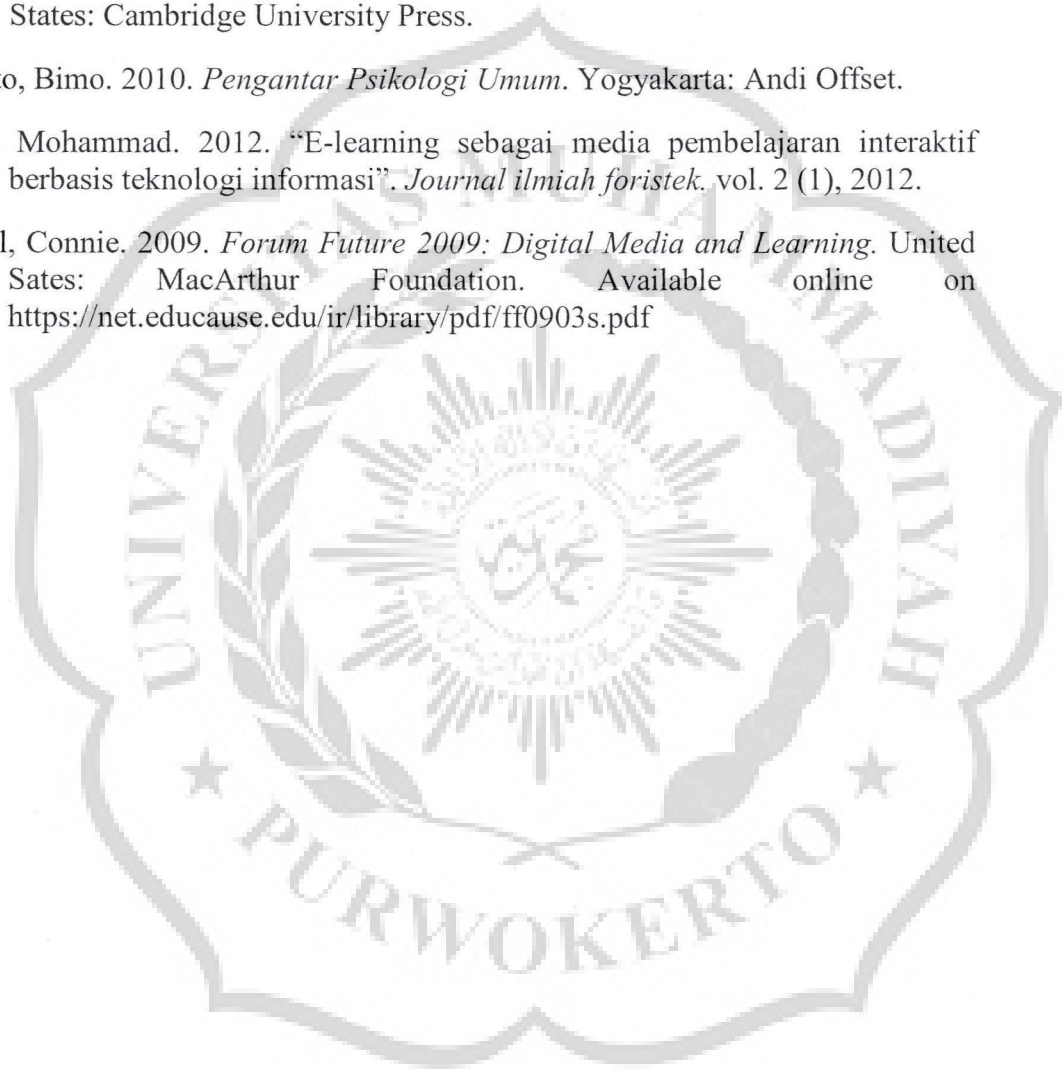 States: Cambridge University Press.
to, Bimo. 2010. Pengantar Psikologi Umum. Yogyakarta: Andi Offset.
Mohammad. 2012. “E-learning sebagai media pembelajaran interaktif
berbasis teknologi informasi”. Journal ilmiah foristek. vol. 2 (1), 2012.
l, Connie. 2009. Forum Future 2009: Digital Media and Learning. United
Sates: MacArthur Foundation. Available online on
https://net.educause.edu/ir/library/pdf/ff0903s.pdf
UNIVERSITAS MUHAMMADIYAH
★ PURWOKERTO ★